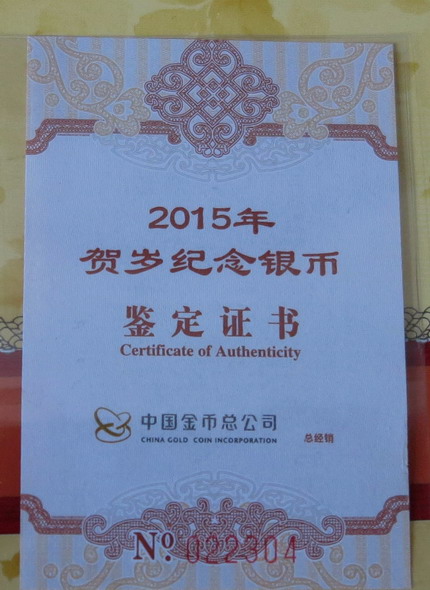 2015年
贺岁纪念银币
鉴定证书
Certificate of Authenticity
中国金币总公司
CHINA GOLD COIN INCORPORATION
总经销
Nº 022304